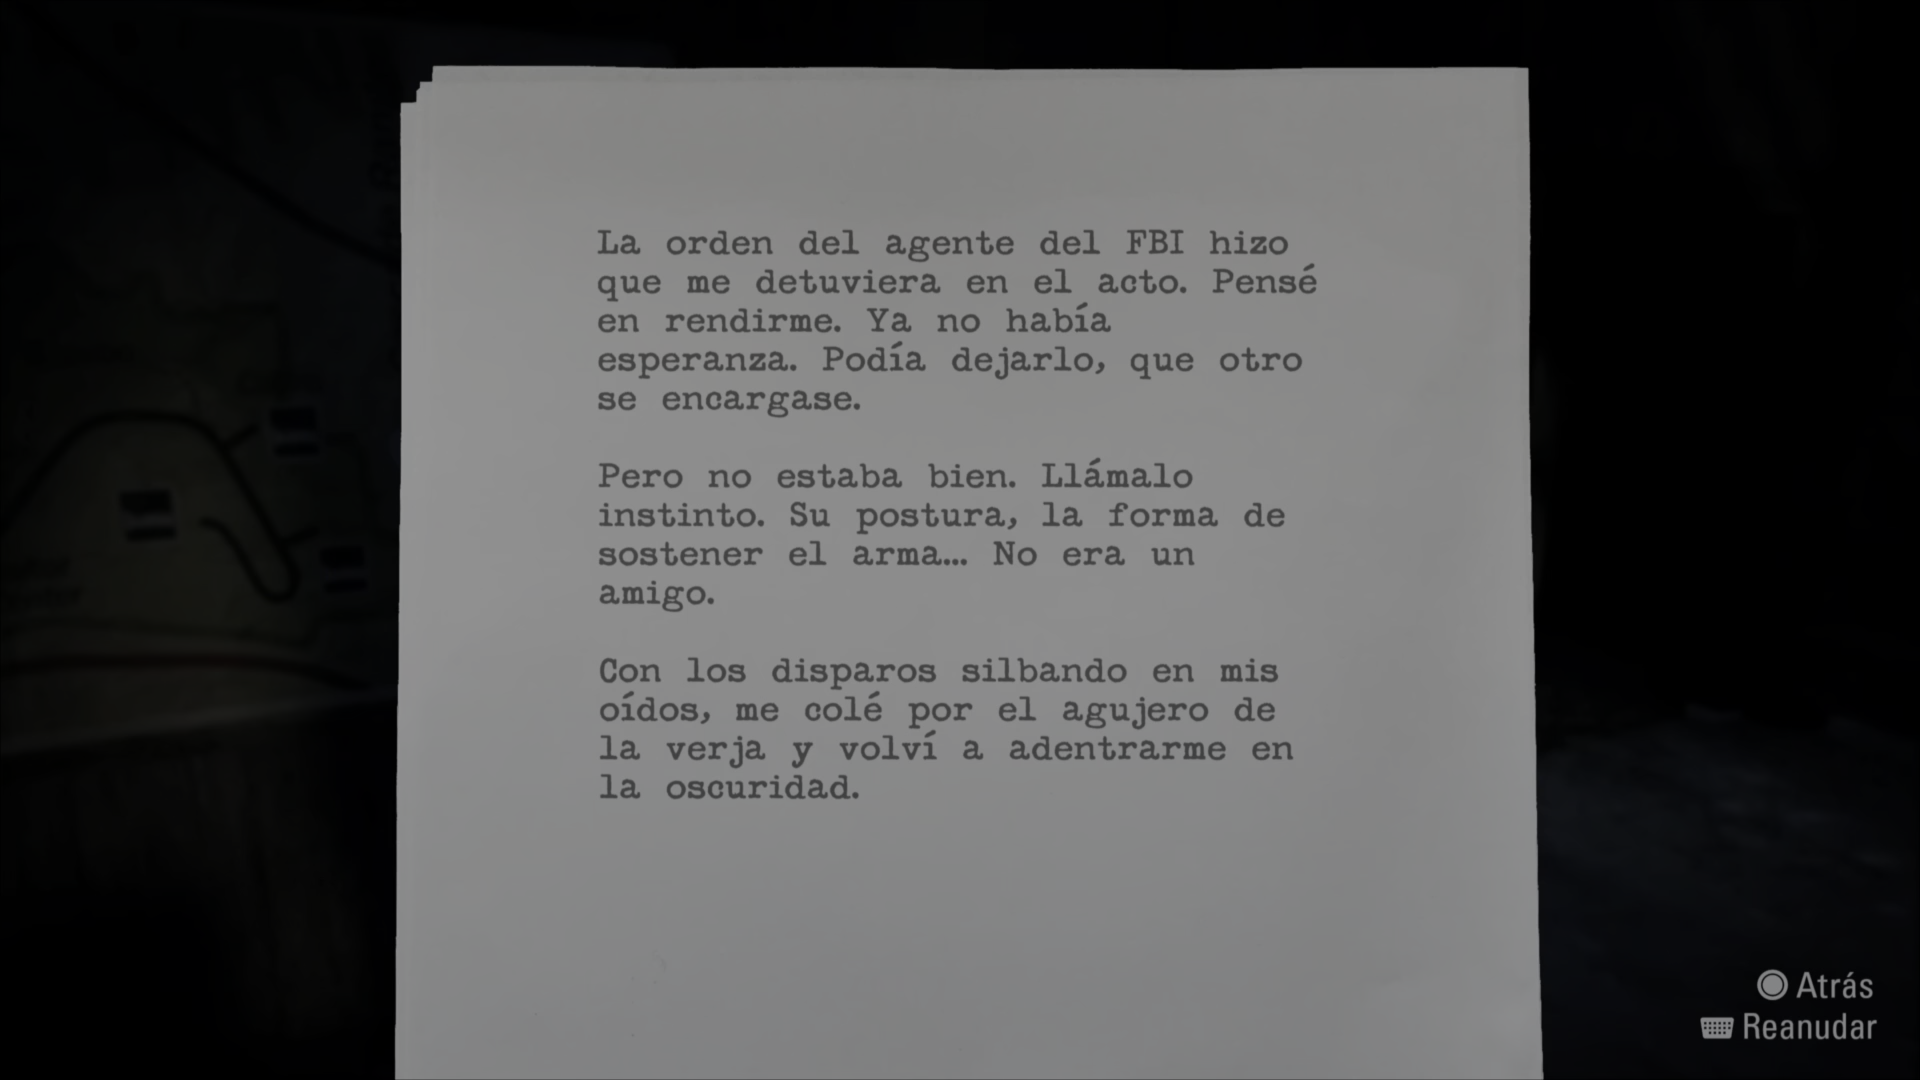 La orden del agente del FBI hizo
que me detuviera en el acto. Pensé
en rendirme. Ya no había
esperanza. Podía dejarlo, que otro
se encargase.
Pero no estaba bien. Llámalo
instinto. Su postura, la forma de
sostener el arma… No era un
amigo.
Con los disparos silbando en mis
oídos, me colé por el agujero de
la verja y volví a adentrarme en
la oscuridad.
Atrás
Reanudar